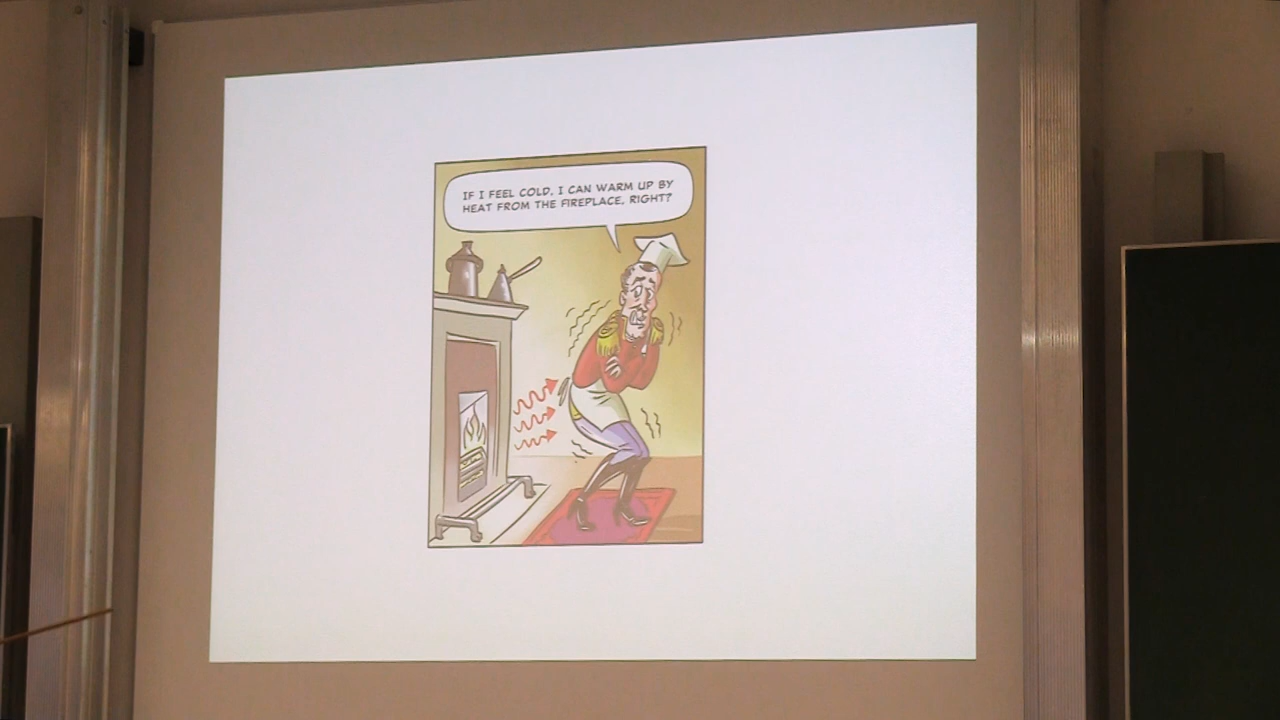 IF I FEEL COLD, I CAN WARM UP BY
HEAT FROM THE FIREPLACE, RIGHT?